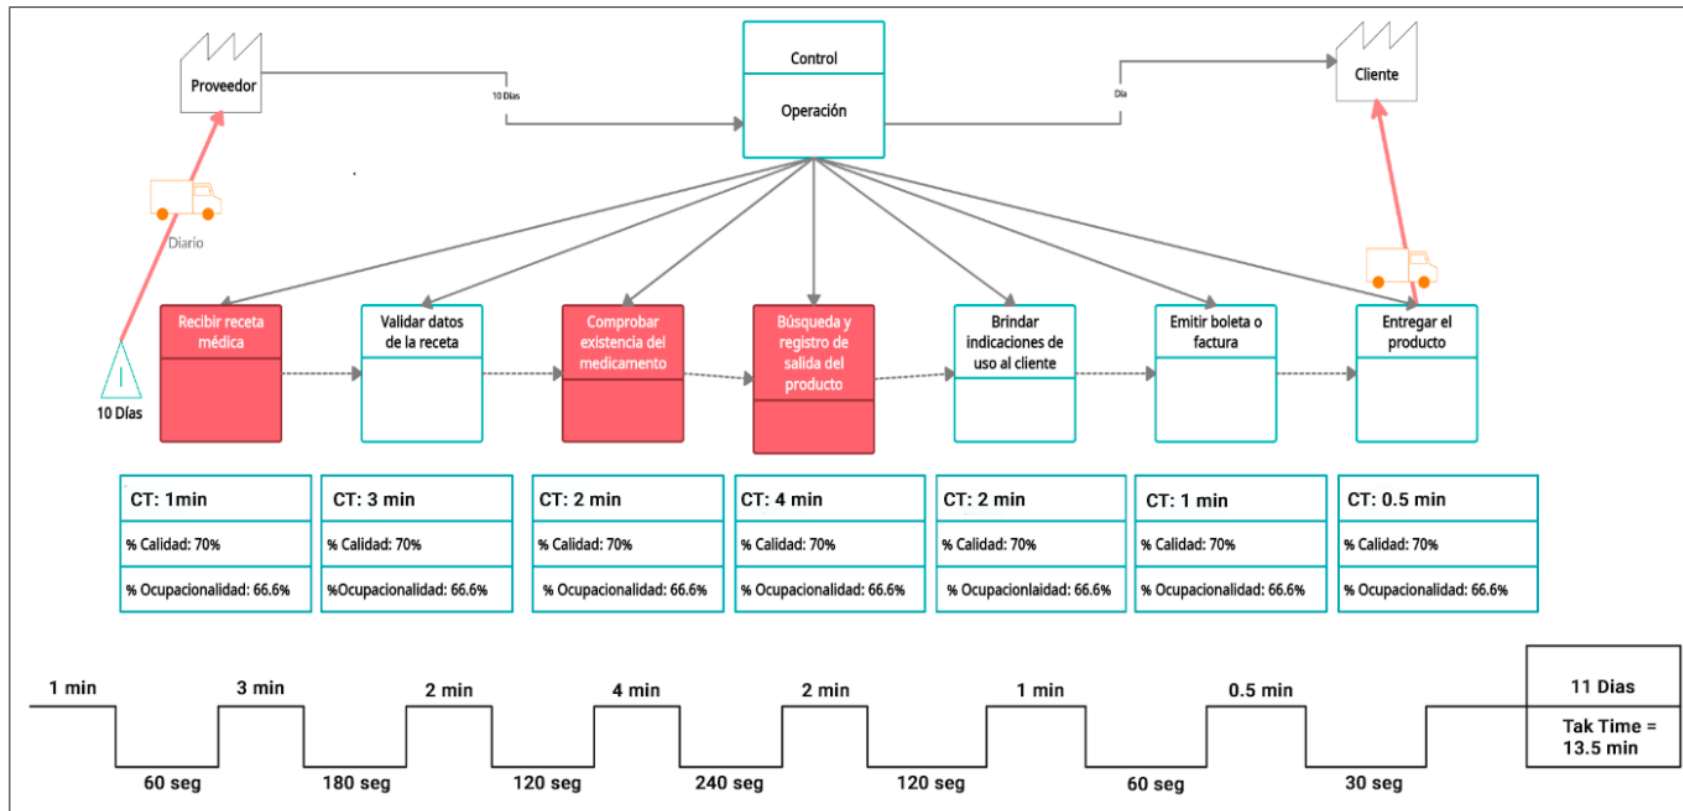 Proveedor
10 Días
Control
Operación
Día
Cliente
Diario
I
10 Días
Recibir receta
médica
Validar datos
de la receta
Comprobar
existencia del
medicamento
Búsqueda y
registro de
salida del
producto
Brindar
indicaciones de
uso al cliente
Emitir boleta o
factura
Entregar el
producto
CT: 1min
% Calidad: 70%
% Ocupacionalidad: 66.6%
CT: 3 min
% Calidad: 70%
%Ocupacionalidad: 66.6%
CT: 2 min
% Calidad: 70%
% Ocupacionalidad: 66.6%
CT: 4 min
% Calidad: 70%
% Ocupacionalidad: 66.6%
CT: 2 min
% Calidad: 70%
% Ocupacionlaidad: 66.6%
CT: 1 min
% Calidad: 70%
% Ocupacionalidad: 66.6%
CT: 0.5 min
% Calidad: 70%
% Ocupacionalidad: 66.6%
1 min
3 min
2 min
4 min
2 min
1 min
0.5 min
60 seg
180 seg
120 seg
240 seg
120 seg
60 seg
30 seg
11 Dias
Tak Time =
13.5 min